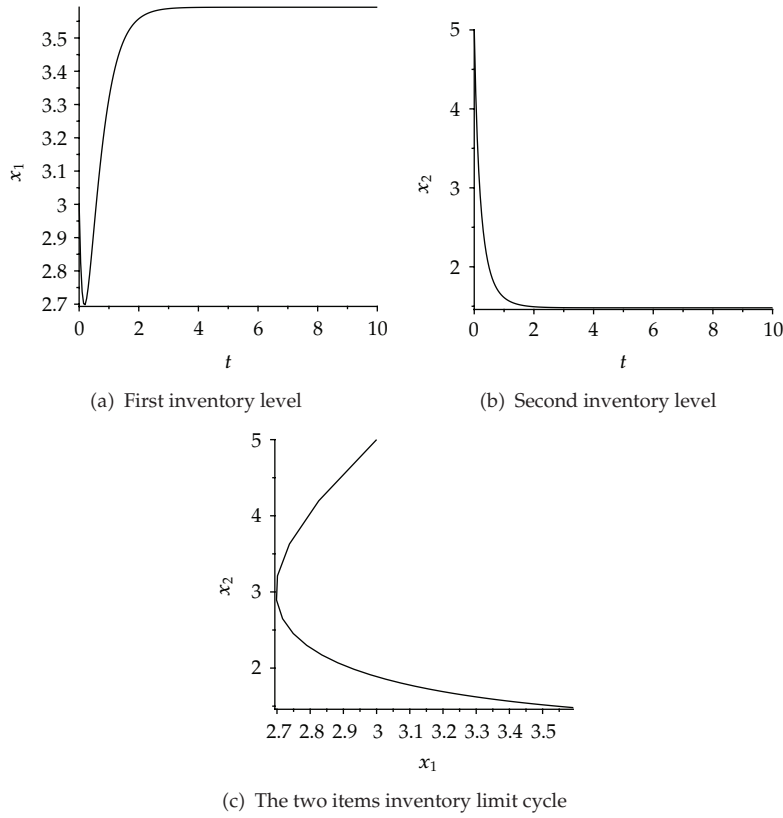 3.5
3.4
3.3
3.2
3.1
3
2.9
2.8
2.7
x1
0 2 4 6 8 10
t
(a) First inventory level
5
4
3
2
x2
0 2 4 6 8 10
t
(b) Second inventory level
5
4
3
2
x2
2.7 2.8 2.9 3 3.1 3.2 3.3 3.4 3.5
x1
(c) The two items inventory limit cycle